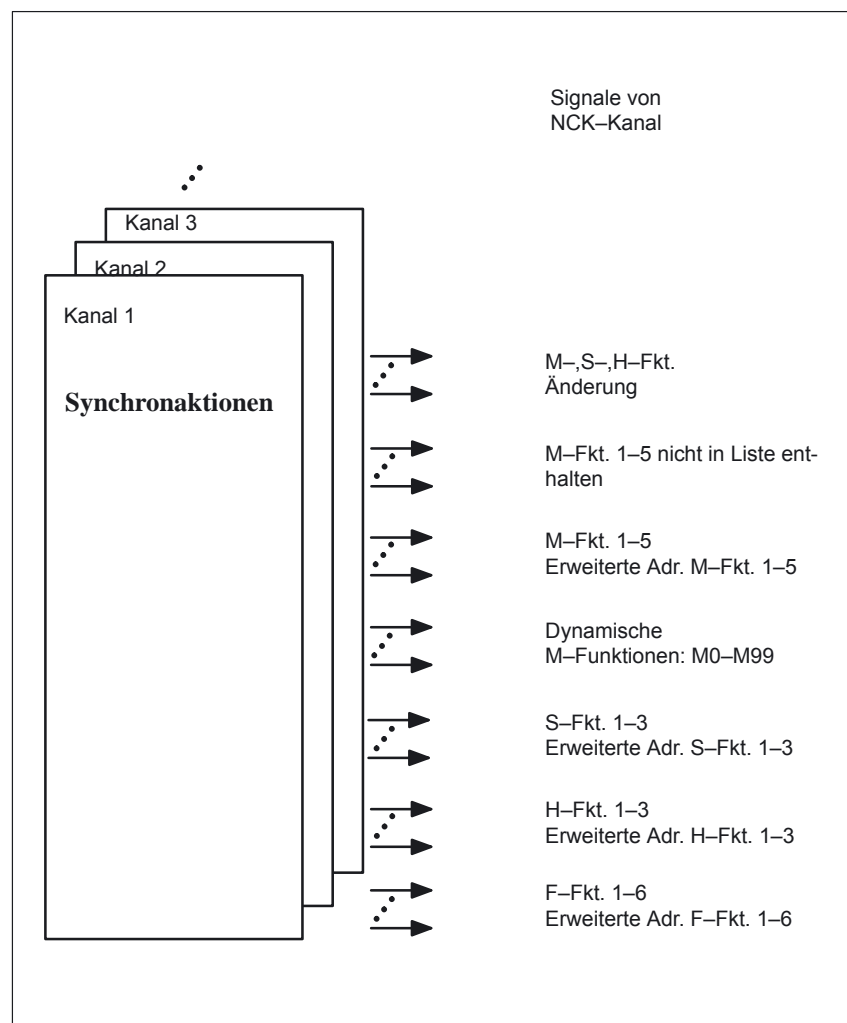 Signale von
NCK–Kanal
Kanal 3
Kanal 2
Kanal 1
Synchronaktionen
M–,S–,H–Fkt.
Änderung
M–Fkt. 1–5 nicht in Liste ent-
halten
M–Fkt. 1–5
Erweiterte Adr. M–Fkt. 1–5
Dynamische
M–Funktionen: M0–M99
S–Fkt. 1–3
Erweiterte Adr. S–Fkt. 1–3
H–Fkt. 1–3
Erweiterte Adr. H–Fkt. 1–3
F–Fkt. 1–6
Erweiterte Adr. F–Fkt. 1–6